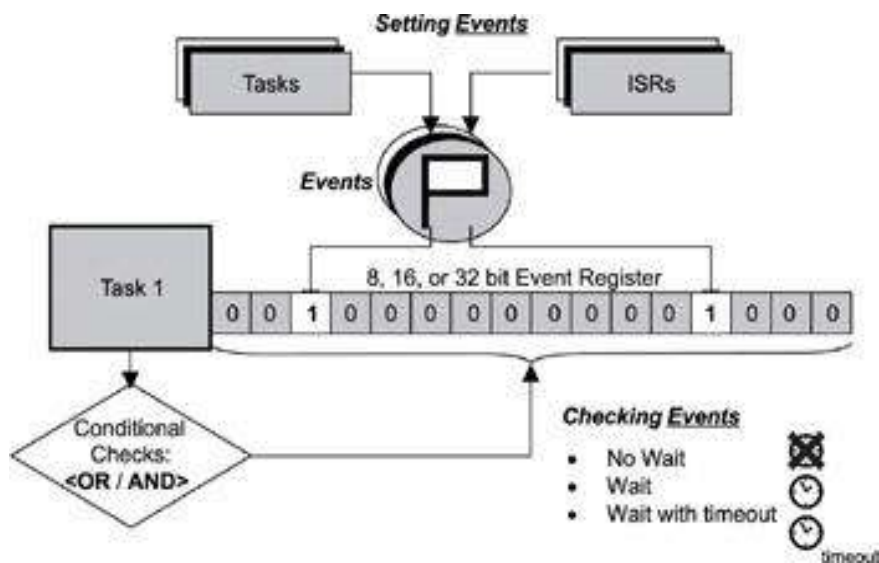 Setting Events
Tasks
ISRs
Events
8, 16, or 32 bit Event Register
Task 1
0 0 1 0 0 0 0 0 0 0 0 0 1 0 0 0
Conditional
Checks:
<OR / AND>
Checking Events
• No Wait
• Wait
• Wait with timeout
timeout